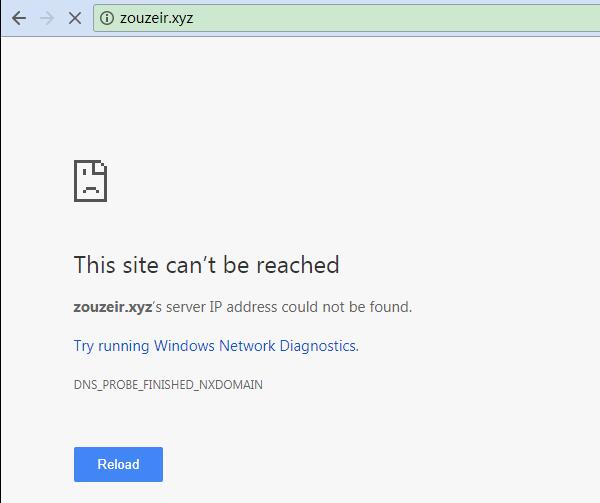 zouzeir.xyz
This site can't be reached
zouzeir.xyz's server IP address could not be found.
Try running Windows Network Diagnostics.
DNS_PROBE_FINISHED_NXDOMAIN
Reload